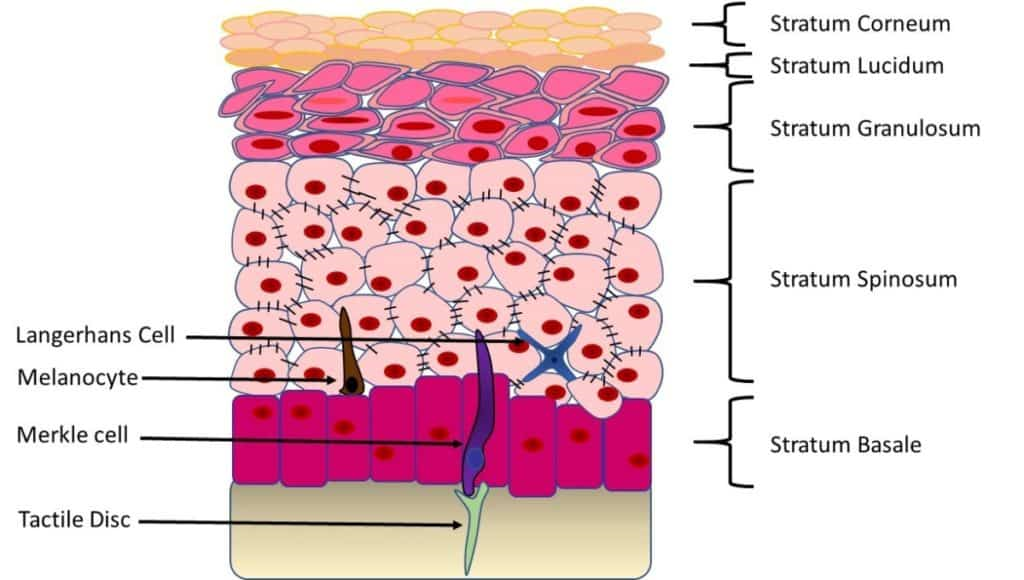 Stratum Corneum
Stratum Lucidum
Stratum Granulosum
Stratum Spinosum
Langerhans Cell
Melanocyte
Merkle cell
Stratum Basale
Tactile Disc